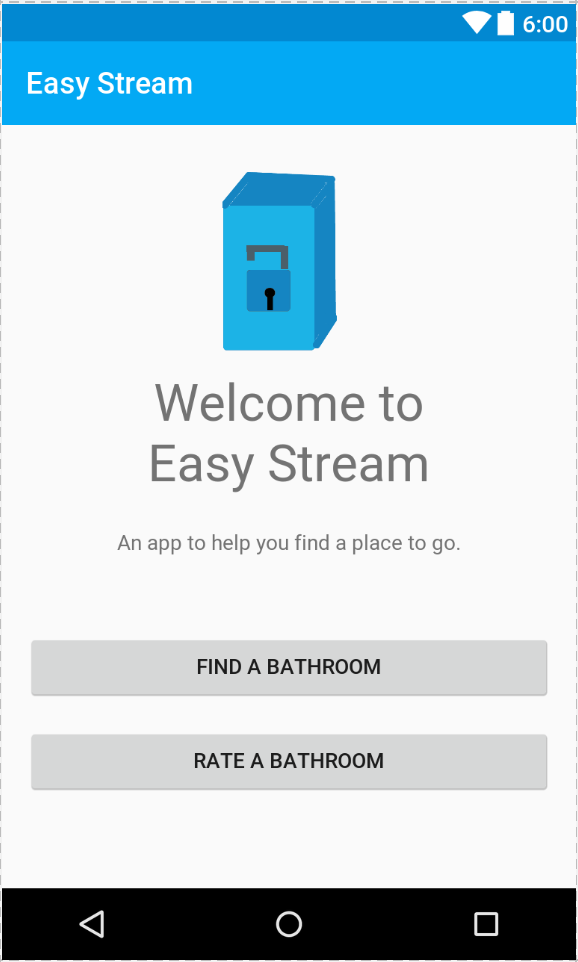 6:00
Easy Stream
Welcome to
Easy Stream
An app to help you find a place to go.
FIND A BATHROOM
RATE A BATHROOM